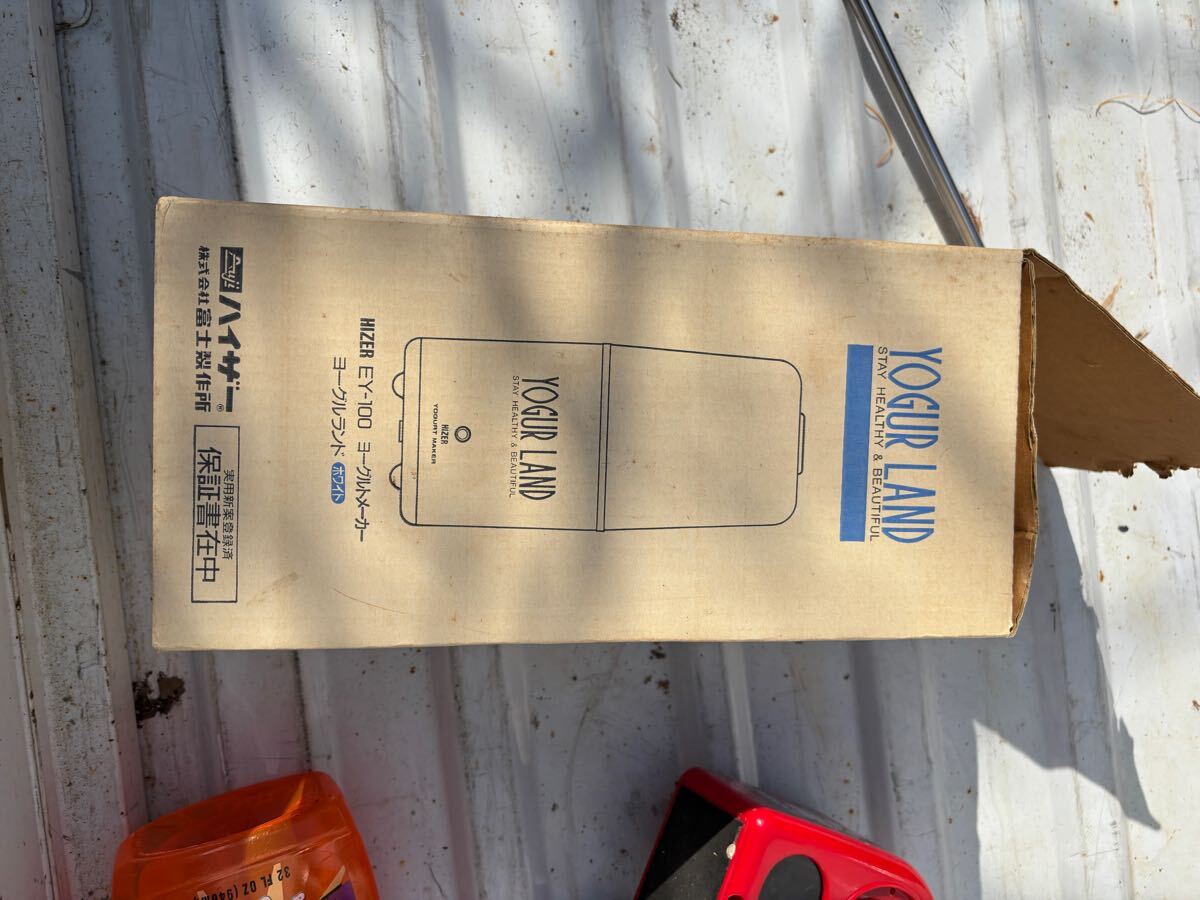 YOGUR LAND
STAY HEALTHY & BEAUTIFUL
YOGUR LAND
STAY HEALTHY & BEAUTIFUL
HIZER
YOGURT MAKER
HIZER EY-100 ヨーグルトメーカー
ヨーグルランド ホワイト
Fuji ハイザー®
株式会社富士製作所
実用新案登録済
保証書在中
32 FL OZ (946m